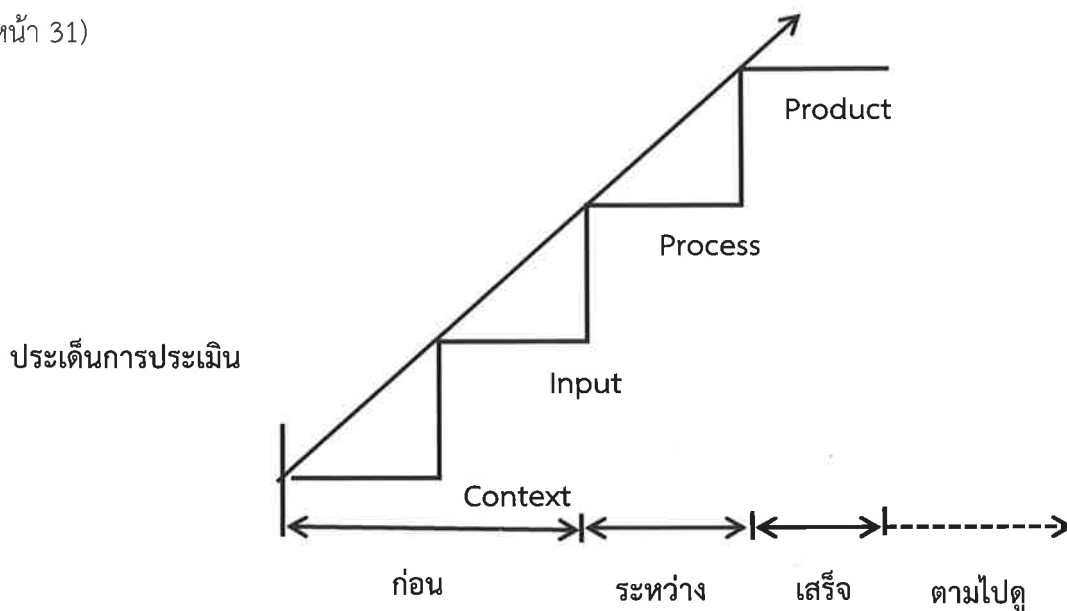 หน้า 31)
Product
Process
ประเด็นการประเมิน
Input
Context
ก่อน
ระหว่าง
เสร็จ
ตามไปดู